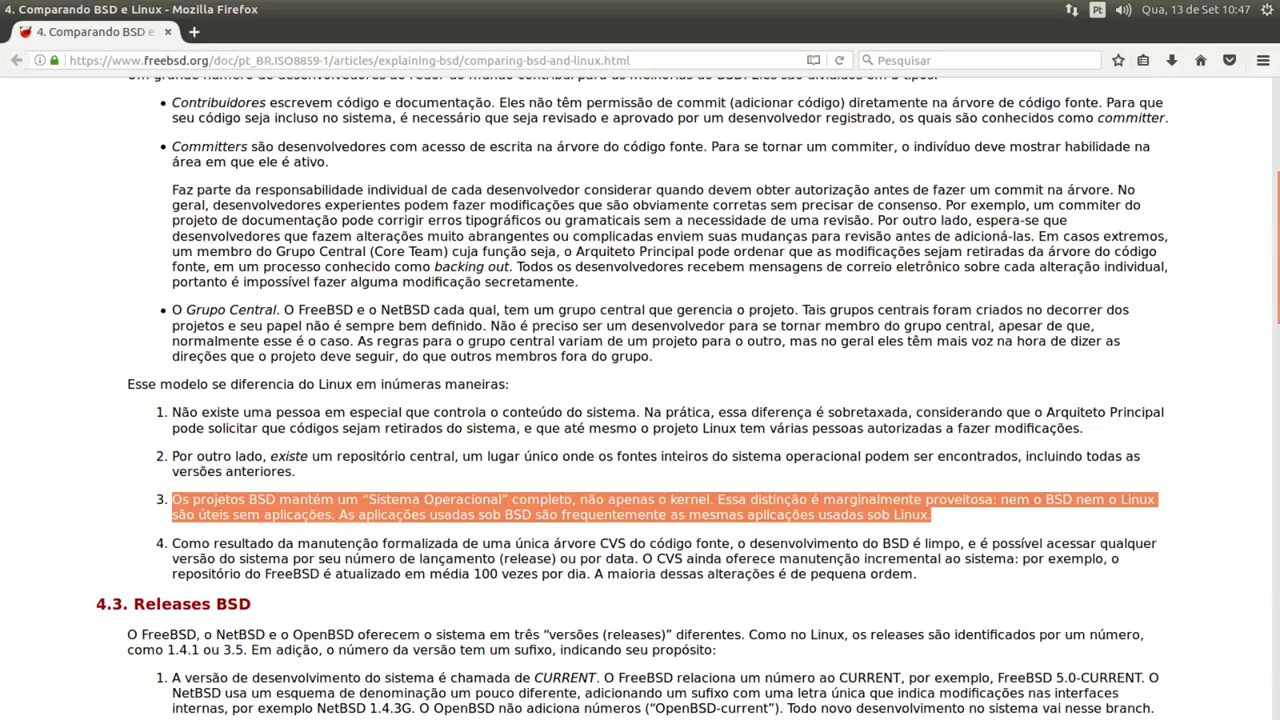 4. Comparando BSD e Linux - Mozilla Firefox
Pt
Qua, 13 de Set 10:47
4. Comparando BSD e
https://www.freebsd.org/doc/pt_BR.ISO8859-1/articles/explaining-bsd/comparing-bsd-and-linux.html
Pesquisar
Um grande número de desenvolvedores ao redor do mundo contribui para as melhorias do BSD. Eles são divididos em 3 tipos:
• Contribuidores escrevem código e documentação. Eles não têm permissão de commit (adicionar código) diretamente na árvore de código fonte. Para que
seu código seja incluso no sistema, é necessário que seja revisado e aprovado por um desenvolvedor registrado, os quais são conhecidos como committer.
• Committers são desenvolvedores com acesso de escrita na árvore do código fonte. Para se tornar um commiter, o indivíduo deve mostrar habilidade na
área em que ele é ativo.
Faz parte da responsabilidade individual de cada desenvolvedor considerar quando devem obter autorização antes de fazer um commit na árvore. No
geral, desenvolvedores experientes podem fazer modificações que são obviamente corretas sem precisar de consenso. Por exemplo, um commiter do
projeto de documentação pode corrigir erros tipográficos ou gramaticais sem a necessidade de uma revisão. Por outro lado, espera-se que
desenvolvedores que fazem alterações muito abrangentes ou complicadas enviem suas mudanças para revisão antes de adicioná-las. Em casos extremos,
um membro do Grupo Central (Core Team) cuja função seja, o Arquiteto Principal pode ordenar que as modificações sejam retiradas da árvore do código
fonte, em um processo conhecido como backing out. Todos os desenvolvedores recebem mensagens de correio eletrônico sobre cada alteração individual,
portanto é impossível fazer alguma modificação secretamente.
• O Grupo Central. O FreeBSD e o NetBSD cada qual, tem um grupo central que gerencia o projeto. Tais grupos centrais foram criados no decorrer dos
projetos e seu papel não é sempre bem definido. Não é preciso ser um desenvolvedor para se tornar membro do grupo central, apesar de que,
normalmente esse é o caso. As regras para o grupo central variam de um projeto para o outro, mas no geral eles têm mais voz na hora de dizer as
direções que o projeto deve seguir, do que outros membros fora do grupo.
Esse modelo se diferencia do Linux em inúmeras maneiras:
1. Não existe uma pessoa em especial que controla o conteúdo do sistema. Na prática, essa diferença é sobretaxada, considerando que o Arquiteto Principal
pode solicitar que códigos sejam retirados do sistema, e que até mesmo o projeto Linux tem várias pessoas autorizadas a fazer modificações.
2. Por outro lado, existe um repositório central, um lugar único onde os fontes inteiros do sistema operacional podem ser encontrados, incluindo todas as
versões anteriores.
3. Os projetos BSD mantém um “Sistema Operacional” completo, não apenas o kernel. Essa distinção é marginalmente proveitosa: nem o BSD nem o Linux
são úteis sem aplicações. As aplicações usadas sob BSD são frequentemente as mesmas aplicações usadas sob Linux.
4. Como resultado da manutenção formalizada de uma única árvore CVS do código fonte, o desenvolvimento do BSD é limpo, e é possível acessar qualquer
versão do sistema por seu número de lançamento (release) ou por data. O CVS ainda oferece manutenção incremental ao sistema: por exemplo, o
repositório do FreeBSD é atualizado em média 100 vezes por dia. A maioria dessas alterações é de pequena ordem.
4.3. Releases BSD
O FreeBSD, o NetBSD e o OpenBSD oferecem o sistema em três “versões (releases)” diferentes. Como no Linux, os releases são identificados por um número,
como 1.4.1 ou 3.5. Em adição, o número da versão tem um sufixo, indicando seu propósito:
1. A versão de desenvolvimento do sistema é chamada de CURRENT. O FreeBSD relaciona um número ao CURRENT, por exemplo, FreeBSD 5.0-CURRENT. O
NetBSD usa um esquema de denominação um pouco diferente, adicionando um sufixo com uma letra única que indica modificações nas interfaces
internas, por exemplo NetBSD 1.4.3G. O OpenBSD não adiciona números (“OpenBSD-current”). Todo novo desenvolvimento no sistema vai nesse branch.